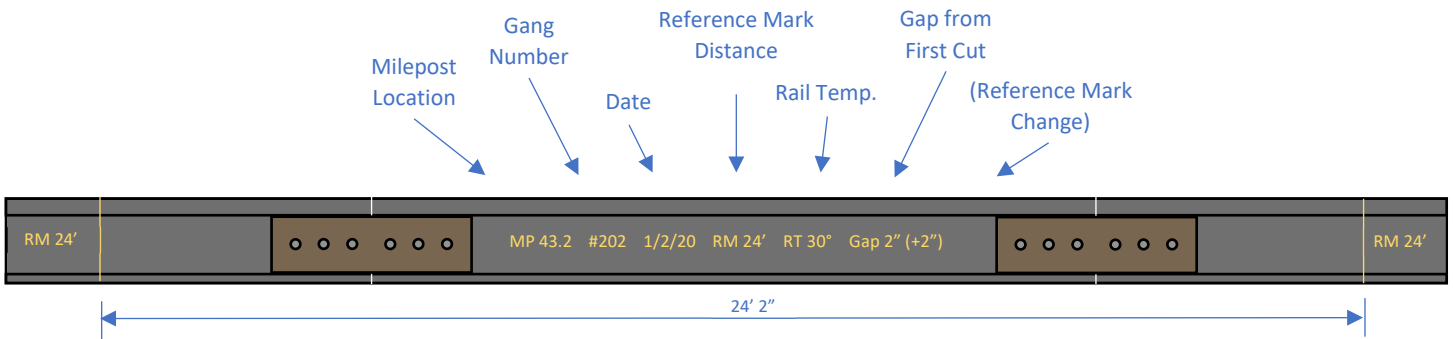 Milepost
Location
Gang
Number
Date
Reference Mark
Distance
Rail Temp.
Gap from
First Cut
(Reference Mark
Change)
RM 24’
MP 43.2 #202 1/2/20 RM 24’ RT 30° Gap 2” (+2”)
RM 24’
24’ 2”